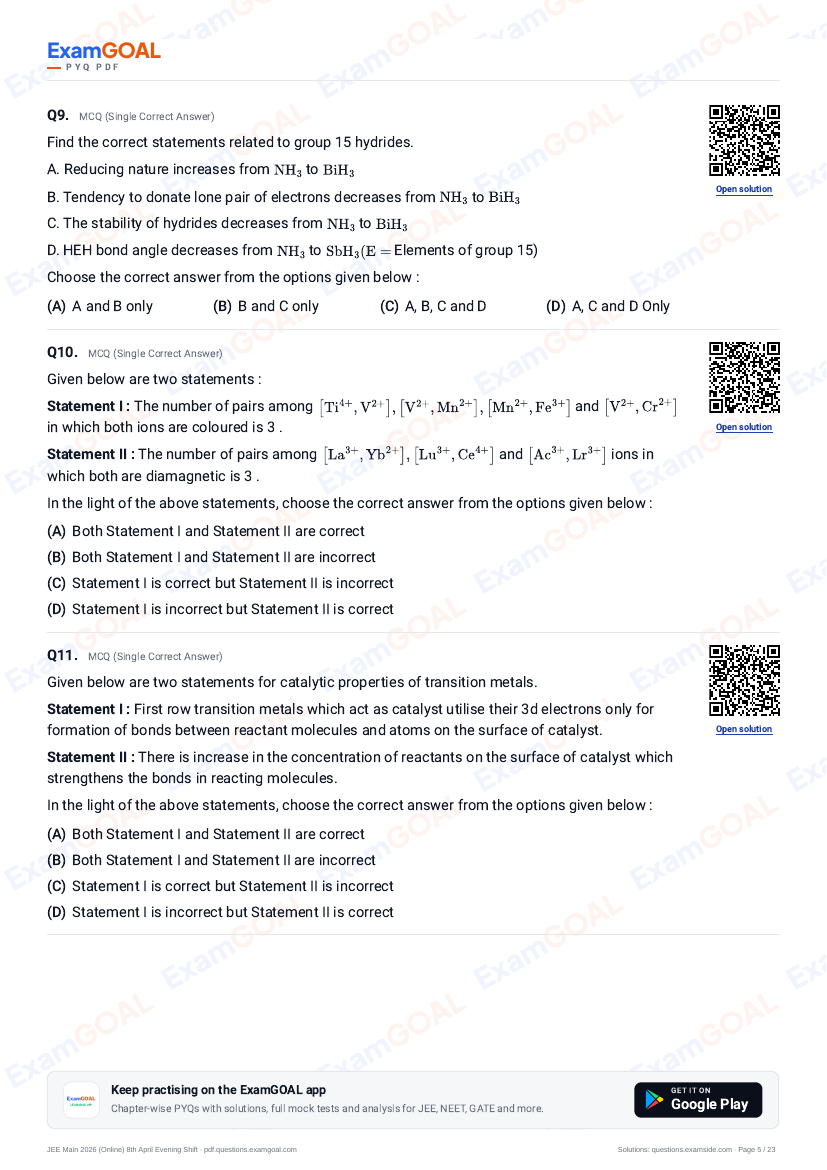 ExamGOAL
PYQ PDF
Q9. MCQ (Single Correct Answer)
Find the correct statements related to group 15 hydrides.
A. Reducing nature increases from NH₃ to BiH₃
B. Tendency to donate lone pair of electrons decreases from NH₃ to BiH₃
C. The stability of hydrides decreases from NH₃ to BiH₃
D. HEH bond angle decreases from NH₃ to SbH₃(E = Elements of group 15)
Choose the correct answer from the options given below :
(A) A and B only (B) B and C only (C) A, B, C and D (D) A, C and D Only
Open solution
Q10. MCQ (Single Correct Answer)
Given below are two statements :
Statement I : The number of pairs among [Ti⁴⁺, V²⁺], [V²⁺, Mn²⁺], [Mn²⁺, Fe³⁺] and [V²⁺, Cr²⁺]
in which both ions are coloured is 3 .
Statement II : The number of pairs among [La³⁺, Yb²⁺], [Lu³⁺, Ce⁴⁺] and [Ac³⁺, Lr³⁺] ions in
which both are diamagnetic is 3 .
In the light of the above statements, choose the correct answer from the options given below :
(A) Both Statement I and Statement II are correct
(B) Both Statement I and Statement II are incorrect
(C) Statement I is correct but Statement II is incorrect
(D) Statement I is incorrect but Statement II is correct
Open solution
Q11. MCQ (Single Correct Answer)
Given below are two statements for catalytic properties of transition metals.
Statement I : First row transition metals which act as catalyst utilise their 3d electrons only for
formation of bonds between reactant molecules and atoms on the surface of catalyst.
Statement II : There is increase in the concentration of reactants on the surface of catalyst which
strengthens the bonds in reacting molecules.
In the light of the above statements, choose the correct answer from the options given below :
(A) Both Statement I and Statement II are correct
(B) Both Statement I and Statement II are incorrect
(C) Statement I is correct but Statement II is incorrect
(D) Statement I is incorrect but Statement II is correct
Open solution
ExamGOAL
Keep practising on the ExamGOAL app
Chapter-wise PYQs with solutions, full mock tests and analysis for JEE, NEET, GATE and more.
GET IT ON
Google Play
JEE Main 2026 (Online) 8th April Evening Shift · pdf.questions.examgoal.com
Solutions: questions.examside.com · Page 5 / 23